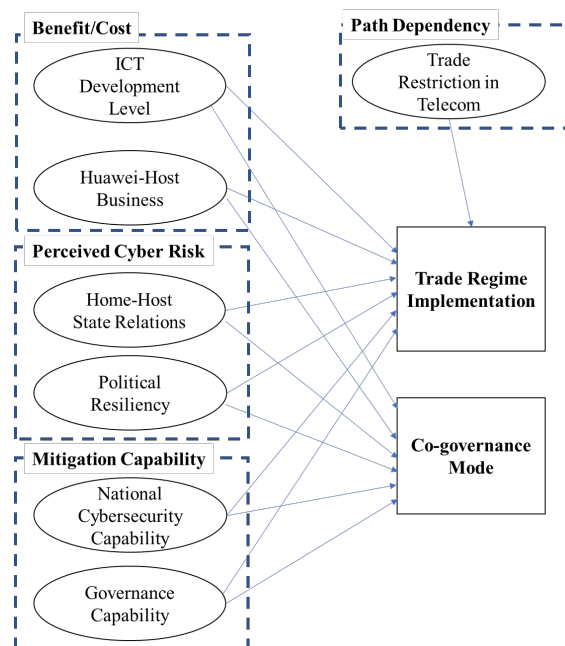 Benefit/Cost
ICT
Development
Level
Huawei-Host
Business
Perceived Cyber Risk
Home-Host
State Relations
Political
Resiliency
Mitigation Capability
National
Cybersecurity
Capability
Governance
Capability
Path Dependency
Trade
Restriction in
Telecom
Trade Regime
Implementation
Co-governance
Mode